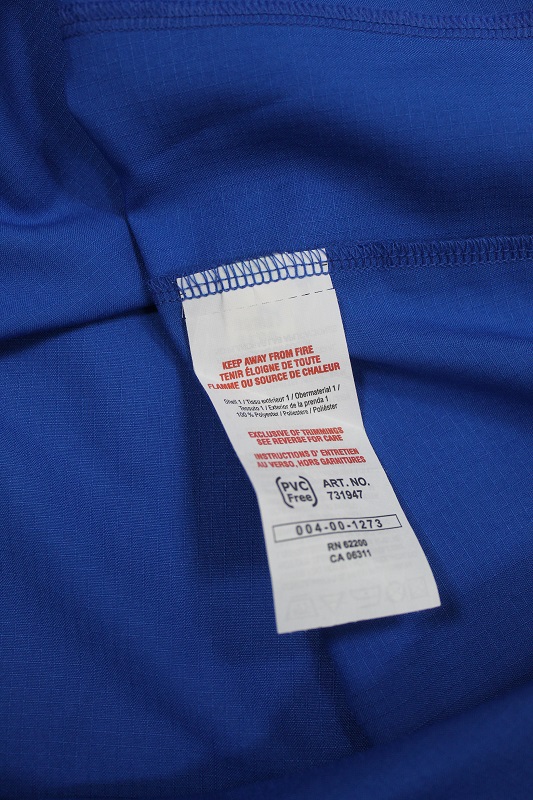 KEEP AWAY FROM FIRE
TENIR ÉLOIGNE DE TOUTE
FLAMME OU SOURCE DE CHALEUR
Shell 1 / Tissu extérieur 1 / Obermaterial 1 /
Tessuto 1 / Exterior de la prenda 1
100 % Polyester / Polyestere / Poliéster
EXCLUSIVE OF TRIMMINGS
SEE REVERSE FOR CARE
INSTRUCTIONS D' ENTRETIEN
AU VERSO, HORS GARNITURES
PVC Free
ART. NO.
731947
004-00-1273
RN 62200
CA 06311